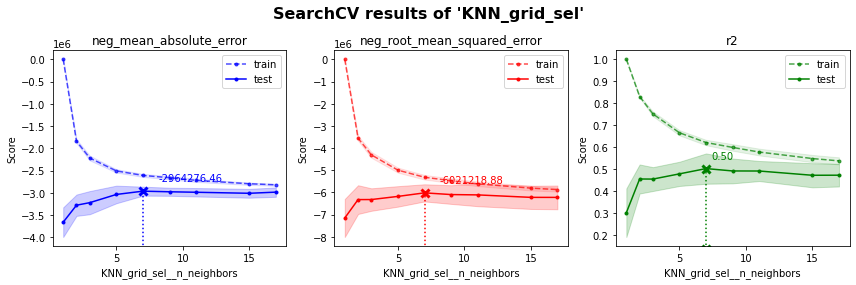 SearchCV results of 'KNN_grid_sel'
neg_mean_absolute_error
1e6
0.0
−0.5
−1.0
−1.5
−2.0
−2.5
−3.0
−3.5
−4.0
Score
train
test
-2964276.46
5
10
15
KNN_grid_sel__n_neighbors
neg_root_mean_squared_error
1e6
0
−1
−2
−3
−4
−5
−6
−7
−8
Score
train
test
-6021218.88
5
10
15
KNN_grid_sel__n_neighbors
r2
1.0
0.9
0.8
0.7
0.6
0.5
0.4
0.3
0.2
Score
train
test
0.50
5
10
15
KNN_grid_sel__n_neighbors